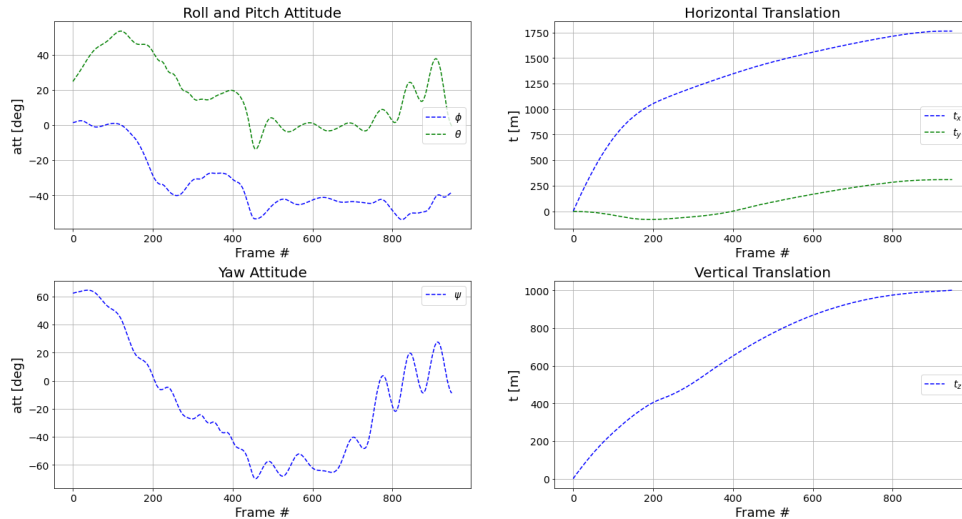 Roll and Pitch Attitude
att [deg]
40
20
0
−20
−40
ϕ
θ
0 200 400 600 800
Frame #
Horizontal Translation
t [m]
1750
1500
1250
1000
750
500
250
0
t_x
t_y
0 200 400 600 800
Frame #
Yaw Attitude
att [deg]
60
40
20
0
−20
−40
−60
ψ
0 200 400 600 800
Frame #
Vertical Translation
t [m]
1000
800
600
400
200
0
t_z
0 200 400 600 800
Frame #